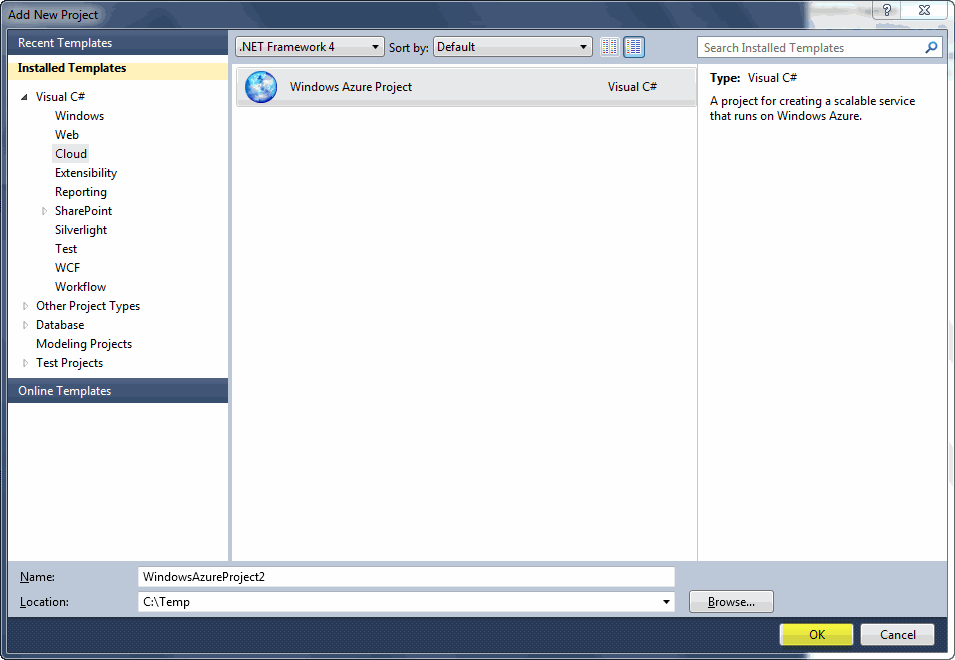 Add New Project
?
Recent Templates
.NET Framework 4
Sort by:
Default
Search Installed Templates
Installed Templates
Visual C#
Windows
Web
Cloud
Extensibility
Reporting
SharePoint
Silverlight
Test
WCF
Workflow
Other Project Types
Database
Modeling Projects
Test Projects
Online Templates
Windows Azure Project
Visual C#
Type: Visual C#
A project for creating a scalable service
that runs on Windows Azure.
Name:
WindowsAzureProject2
Location:
C:\Temp
Browse...
OK
Cancel